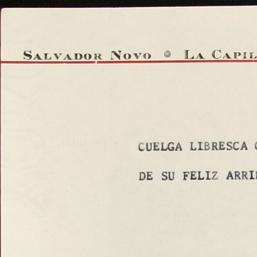 SALVADOR NOVO LA CAPIL
CUELGA LIBRESCA
DE SU FELIZ ARRI